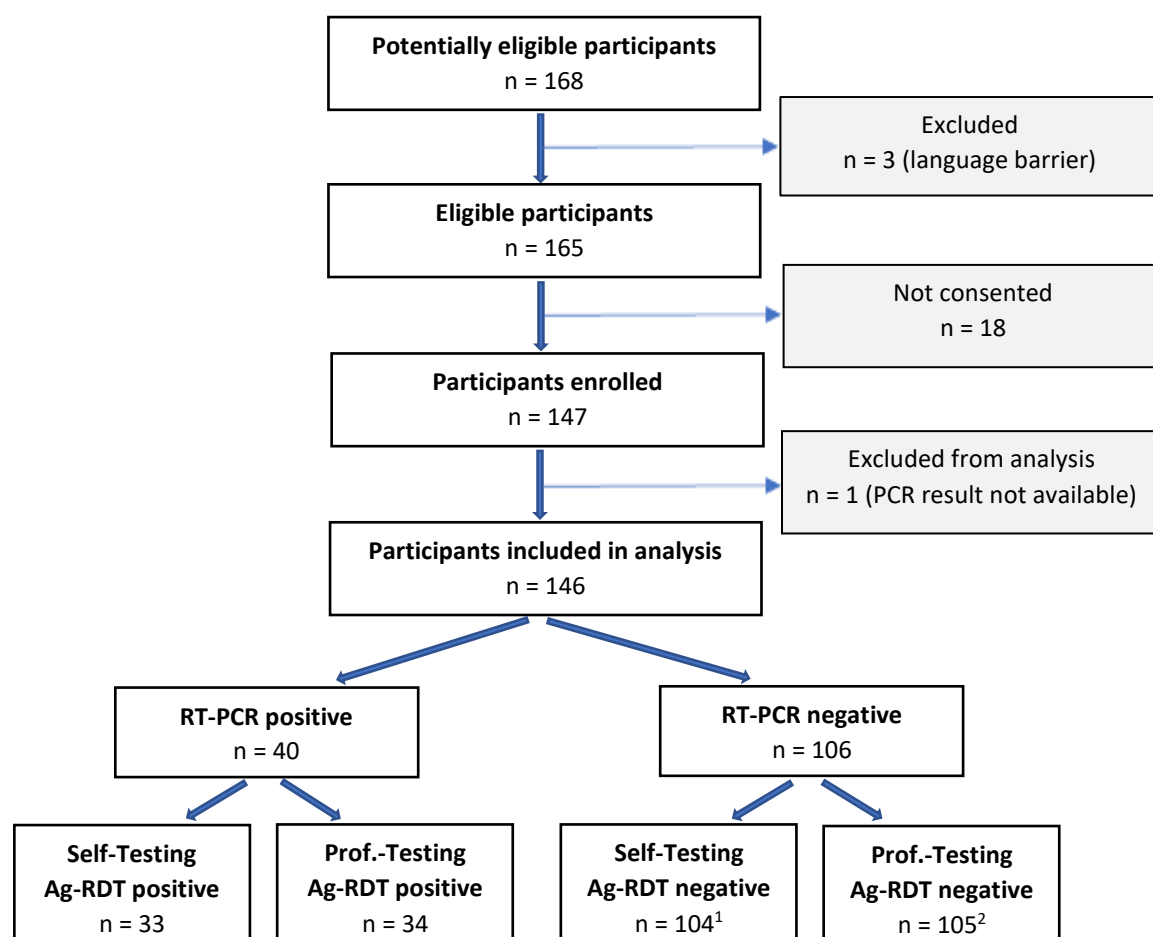 Potentially eligible participants
n = 168
Excluded
n = 3 (language barrier)
Eligible participants
n = 165
Not consented
n = 18
Participants enrolled
n = 147
Excluded from analysis
n = 1 (PCR result not available)
Participants included in analysis
n = 146
RT-PCR positive
n = 40
RT-PCR negative
n = 106
Self-Testing
Ag-RDT positive
n = 33
Prof.-Testing
Ag-RDT positive
n = 34
Self-Testing
Ag-RDT negative
n = 104¹
Prof.-Testing
Ag-RDT negative
n = 105²